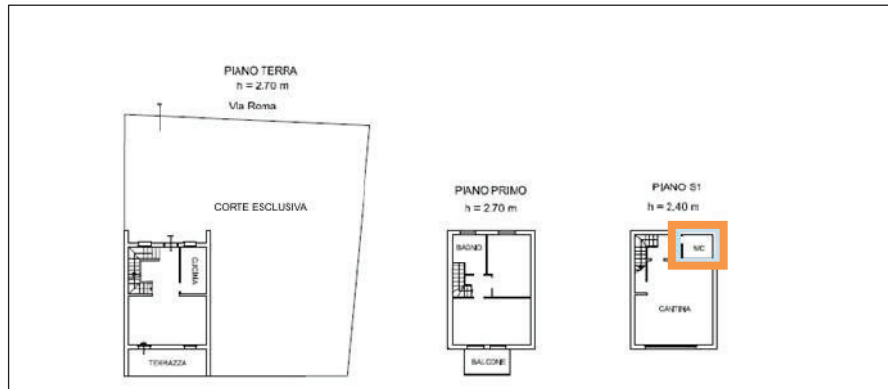 PIANO TERRA
h = 2.70 m
Via Roma
CORTE ESCLUSIVA
CUCINA
TERRAZZA
PIANO PRIMO
h = 2.70 m
BAGNO
BALCONE
PIANO S1
h = 2.40 m
WC
CANTINA